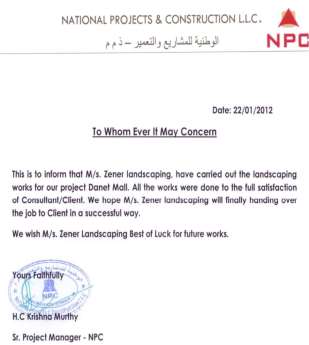 NATIONAL PROJECTS & CONSTRUCTION L.L.C.
الوطنية للمشاريع والتعمير – ذ م م
NPC
Date: 22/01/2012
To Whom Ever It May Concern
This is to inform that M/s. Zener landscaping, have carried out the landscaping
works for our project Danet Mall. All the works were done to the full satisfaction
of Consultant/Client. We hope M/s. Zener landscaping will finally handing over
the job to Client in a successful way.
We wish M/s. Zener Landscaping Best of Luck for future works.
Yours Faithfully
NPC
H.C Krishna Murthy
Sr. Project Manager - NPC